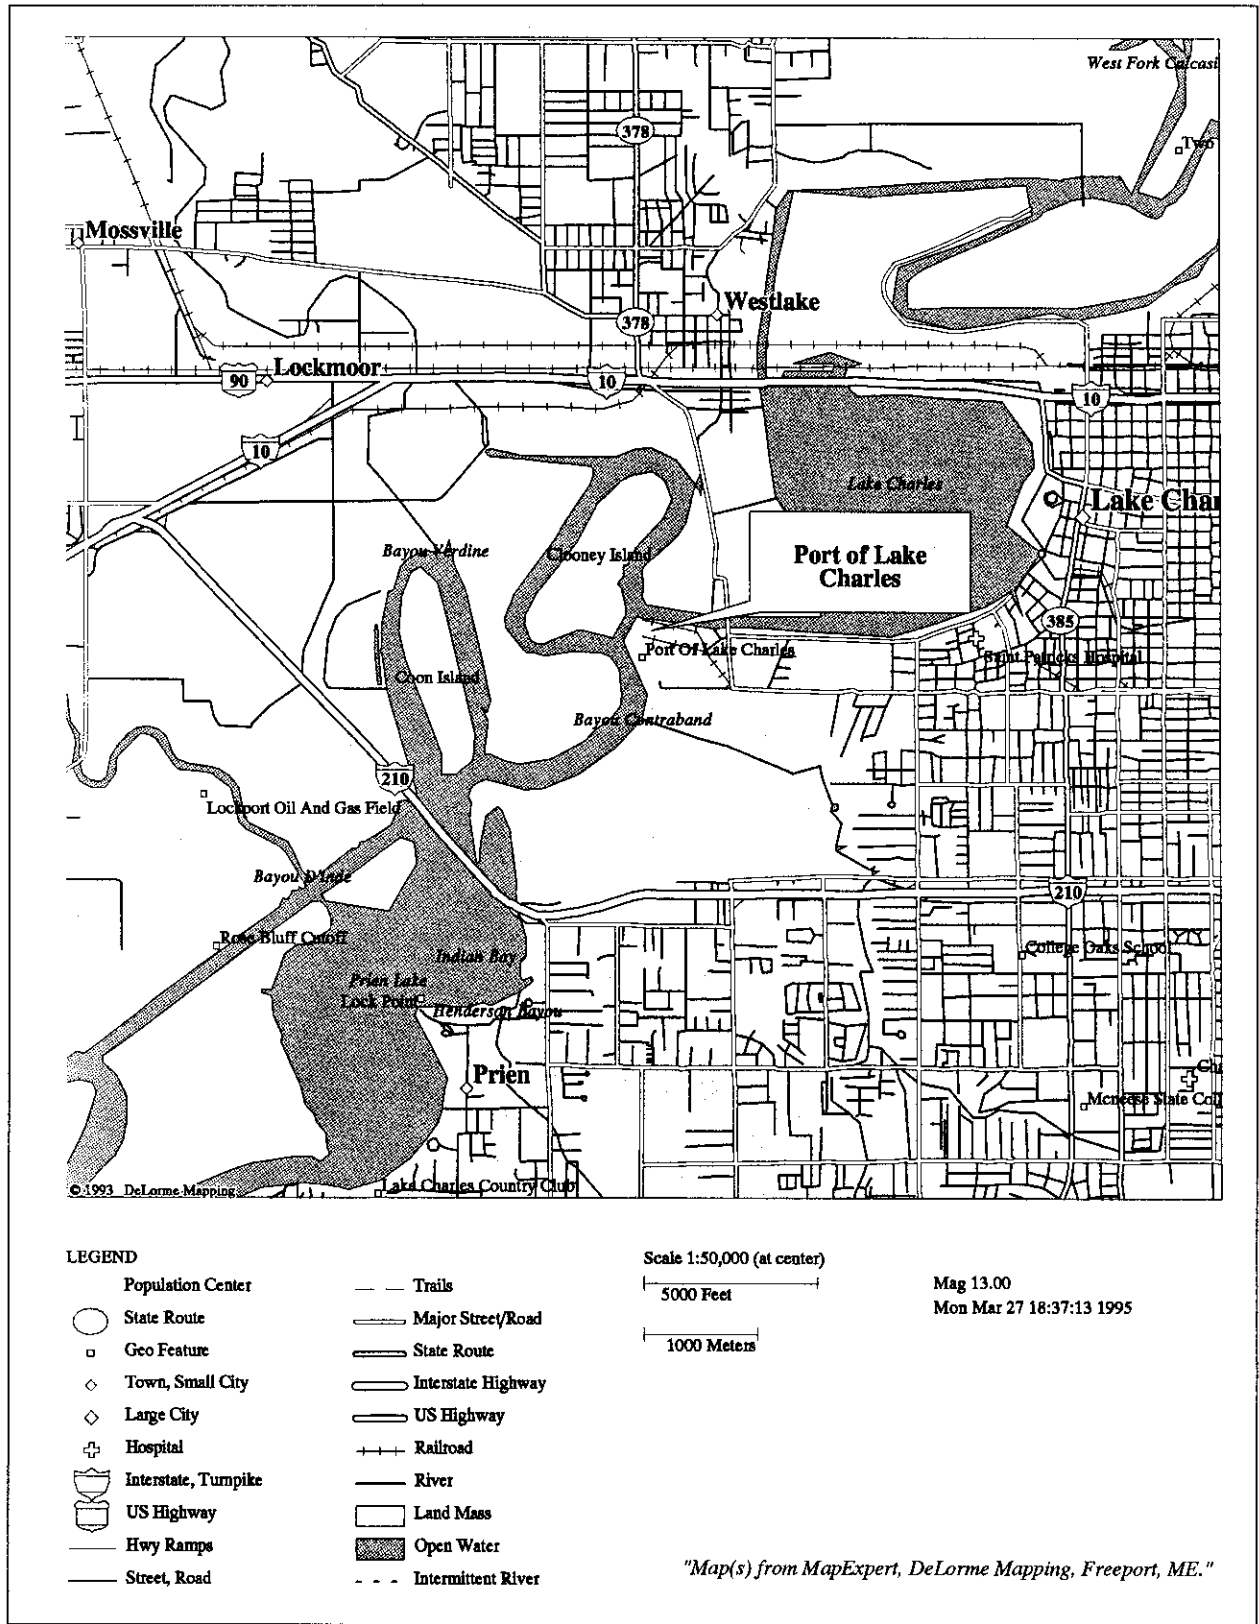 West Fork Calcasi
378
Two
Mossville
Westlake
378
Lockmoor
90
10
10
10
Lake Charles
Lake Char
Bayou Verdine
Clooney Island
Port of Lake
Charles
385
Port Of Lake Charles
Saint Patricks Hospital
Coon Island
Bayou Contraband
210
Lockport Oil And Gas Field
Bayou D'Inde
210
Rose Bluff Cutoff
College Oaks School
Indian Bay
Prien Lake
Lock Point
Henderson Bayou
Prien
Mcneese State Coll
© 1993 DeLorme Mapping
Lake Charles Country Club
LEGEND
Population Center
State Route
Geo Feature
Town, Small City
Large City
Hospital
Interstate, Turnpike
US Highway
Hwy Ramps
Street, Road
Trails
Major Street/Road
State Route
Interstate Highway
US Highway
Railroad
River
Land Mass
Open Water
Intermittent River
Scale 1:50,000 (at center)
5000 Feet
1000 Meters
Mag 13.00
Mon Mar 27 18:37:13 1995
"Map(s) from MapExpert, DeLorme Mapping, Freeport, ME."